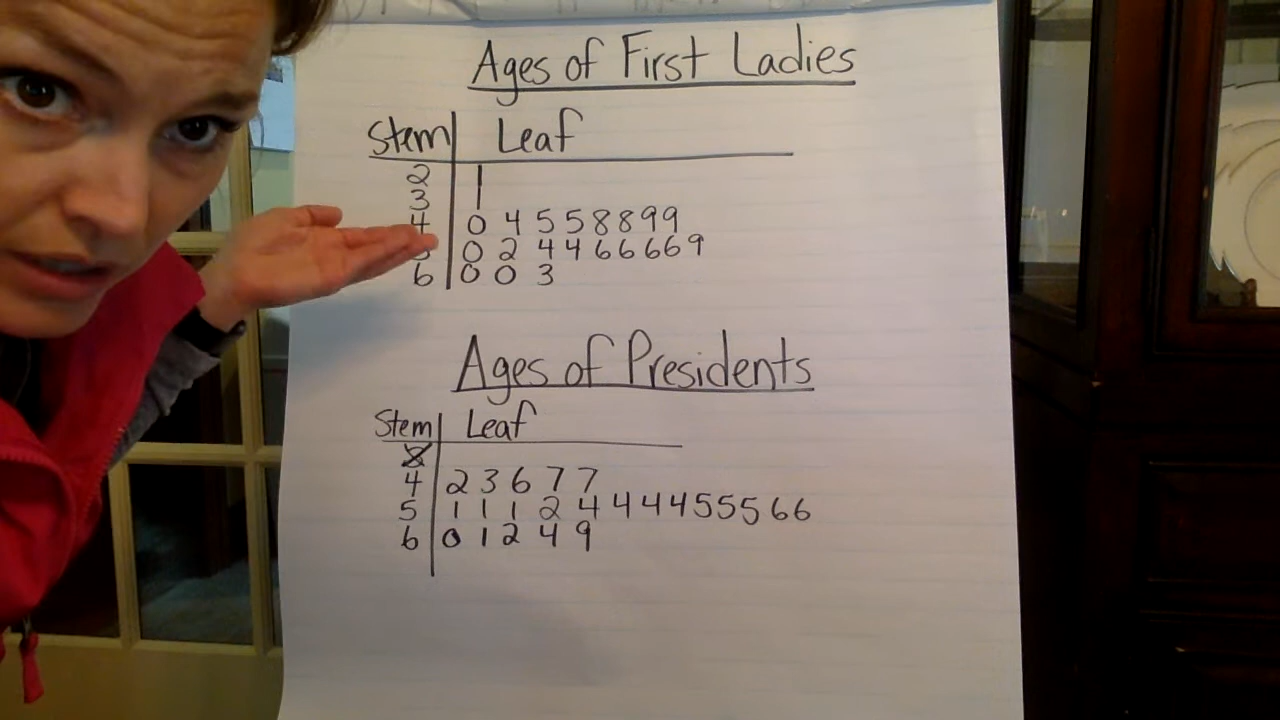 Ages of First Ladies
Stem Leaf
2 1
3 1
4 0 4 5 5 8 8 9 9
5 0 2 4 4 6 6 6 6 9
6 0 0 3
Ages of Presidents
Stem Leaf
4 2 3 6 7 7
5 1 1 1 2 4 4 4 4 5 5 5 6 6
6 0 1 2 4 9